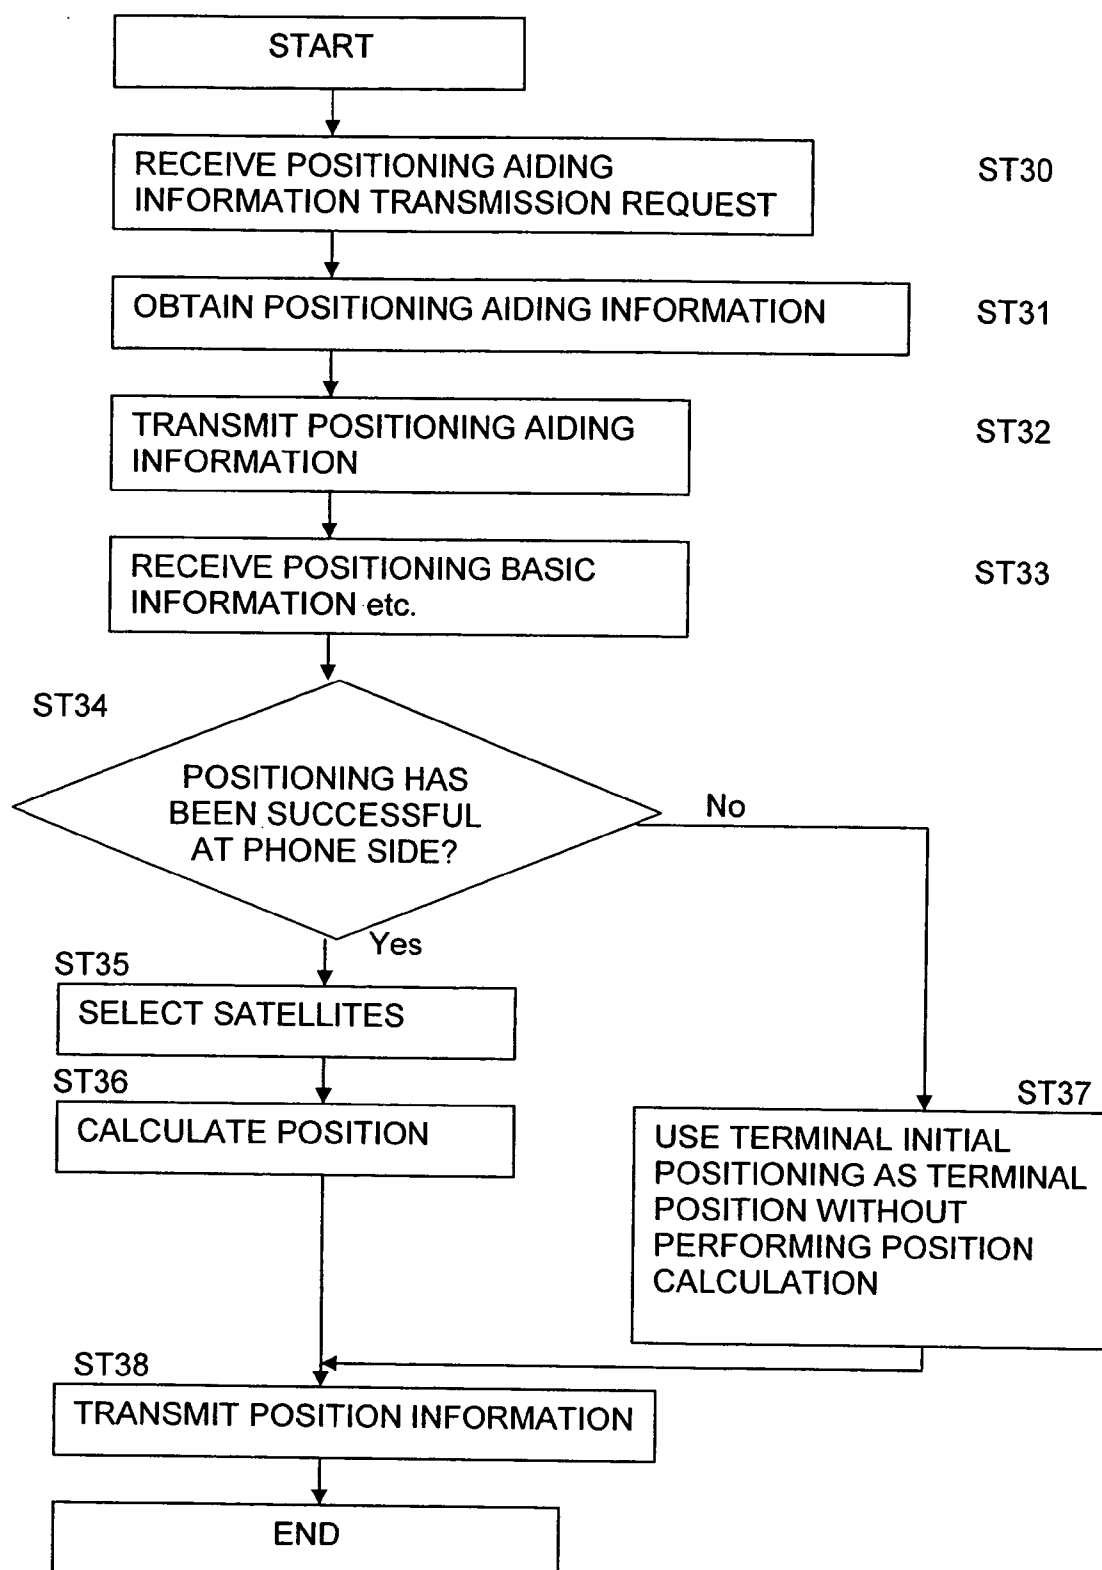 START
RECEIVE POSITIONING AIDING
INFORMATION TRANSMISSION REQUEST
ST30
OBTAIN POSITIONING AIDING INFORMATION
ST31
TRANSMIT POSITIONING AIDING
INFORMATION
ST32
RECEIVE POSITIONING BASIC
INFORMATION etc.
ST33
ST34
POSITIONING HAS
BEEN SUCCESSFUL
AT PHONE SIDE?
No
Yes
ST35
SELECT SATELLITES
ST36
CALCULATE POSITION
ST37
USE TERMINAL INITIAL
POSITIONING AS TERMINAL
POSITION WITHOUT
PERFORMING POSITION
CALCULATION
ST38
TRANSMIT POSITION INFORMATION
END